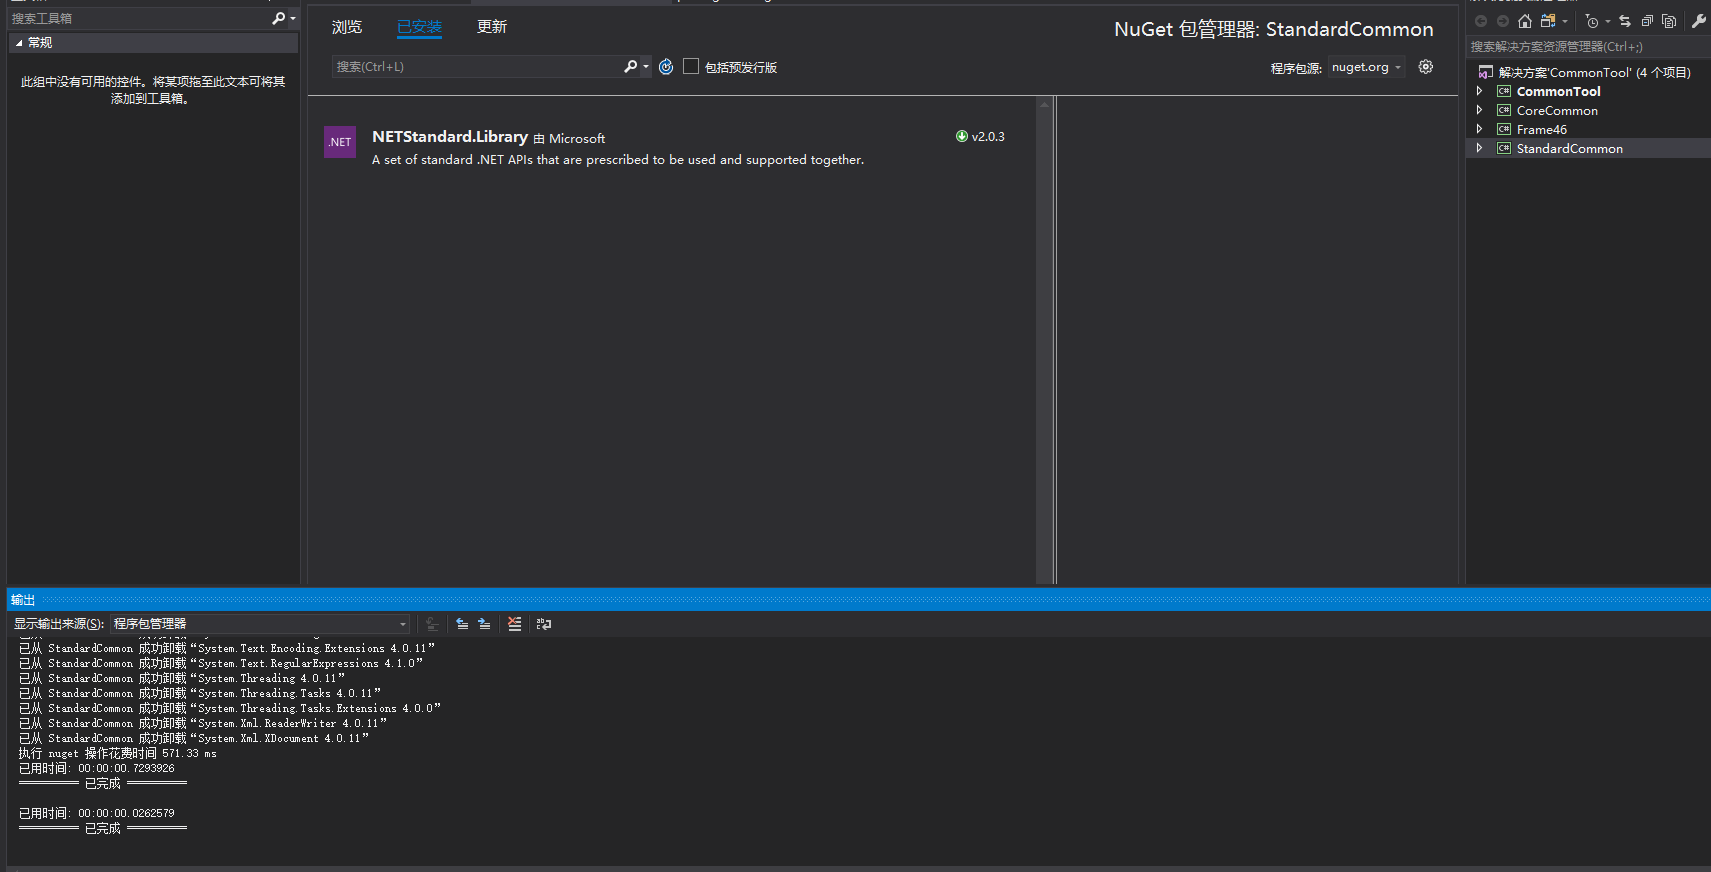 搜索工具箱
常规
此组中没有可用的控件。将某项拖至此文本可将其
添加到工具箱。
浏览
已安装
更新
NuGet 包管理器: StandardCommon
搜索(Ctrl+L)
包括预发行版
程序包源: nuget.org
.NET
NETStandard.Library 由 Microsoft
v2.0.3
A set of standard .NET APIs that are prescribed to be used and supported together.
搜索解决方案资源管理器(Ctrl+;)
解决方案'CommonTool' (4 个项目)
C# CommonTool
C# CoreCommon
C# Frame46
C# StandardCommon
输出
显示输出来源(S): 程序包管理器
已从 StandardCommon 成功卸载“System.Text.Encoding.Extensions 4.0.11”
已从 StandardCommon 成功卸载“System.Text.RegularExpressions 4.1.0”
已从 StandardCommon 成功卸载“System.Threading 4.0.11”
已从 StandardCommon 成功卸载“System.Threading.Tasks 4.0.11”
已从 StandardCommon 成功卸载“System.Threading.Tasks.Extensions 4.0.0”
已从 StandardCommon 成功卸载“System.Xml.ReaderWriter 4.0.11”
已从 StandardCommon 成功卸载“System.Xml.XDocument 4.0.11”
执行 nuget 操作花费时间 571.33 ms
已用时间: 00:00:00.7293926
========== 已完成 ==========
已用时间: 00:00:00.0262579
========== 已完成 ==========